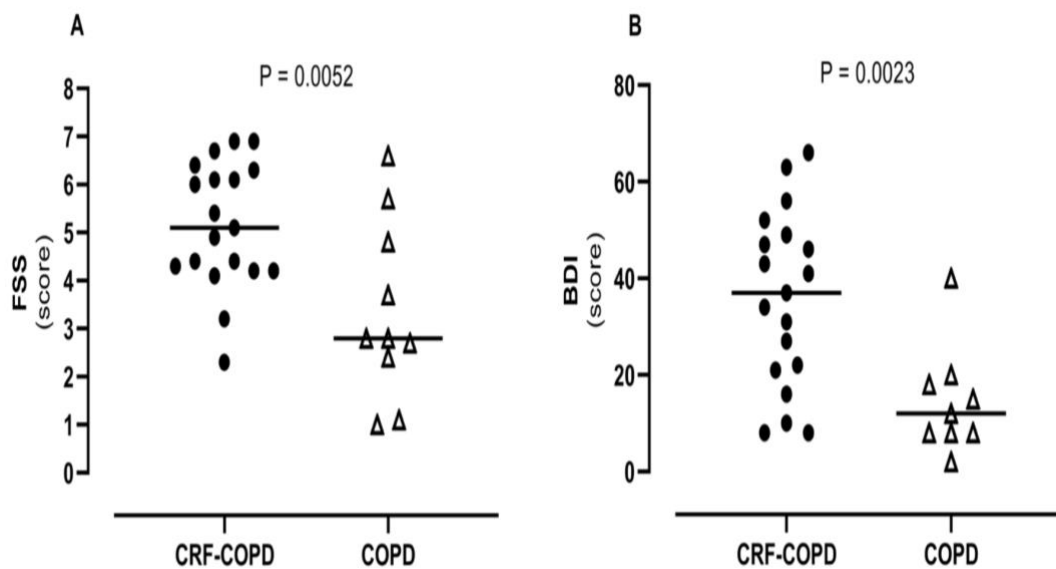 A
P = 0.0052
8
7
6
5
4
3
2
1
0
FSS
(score)
CRF-COPD
COPD
B
P = 0.0023
80
60
40
20
0
BDI
(score)
CRF-COPD
COPD